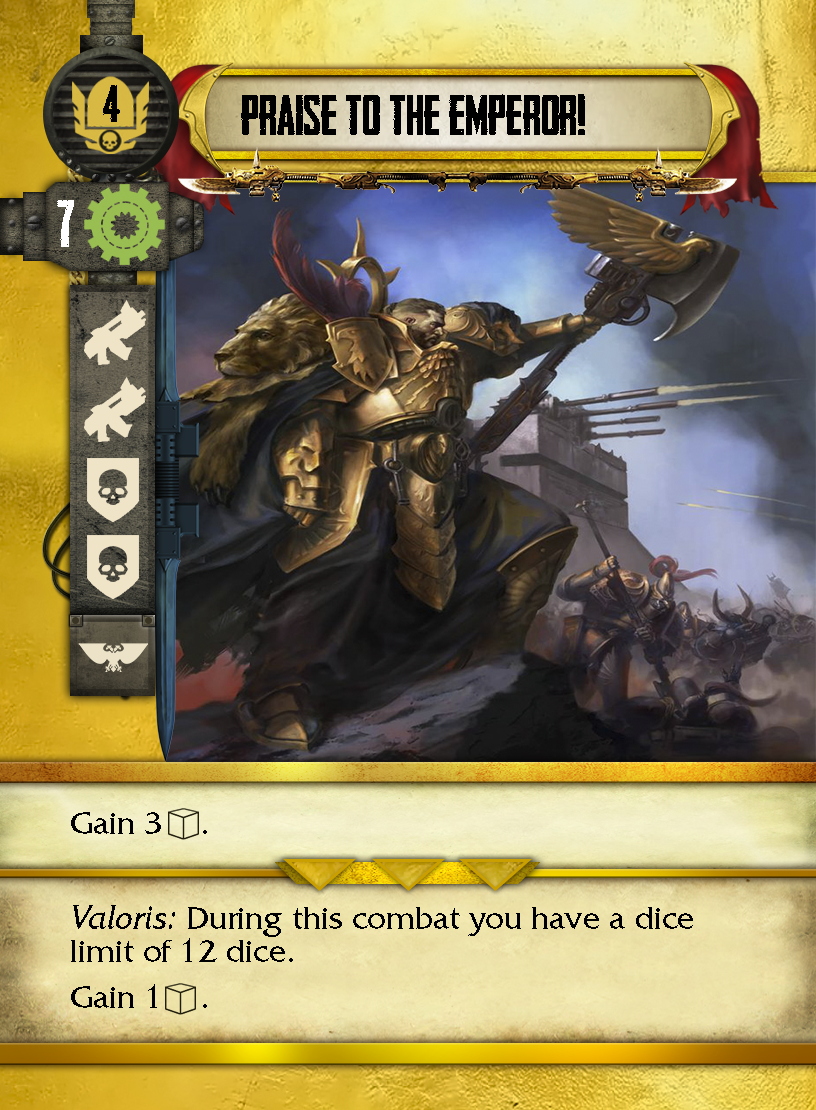 4
PRAISE TO THE EMPEROR!
7
Gain 3.
Valoris: During this combat you have a dice
limit of 12 dice.
Gain 1.